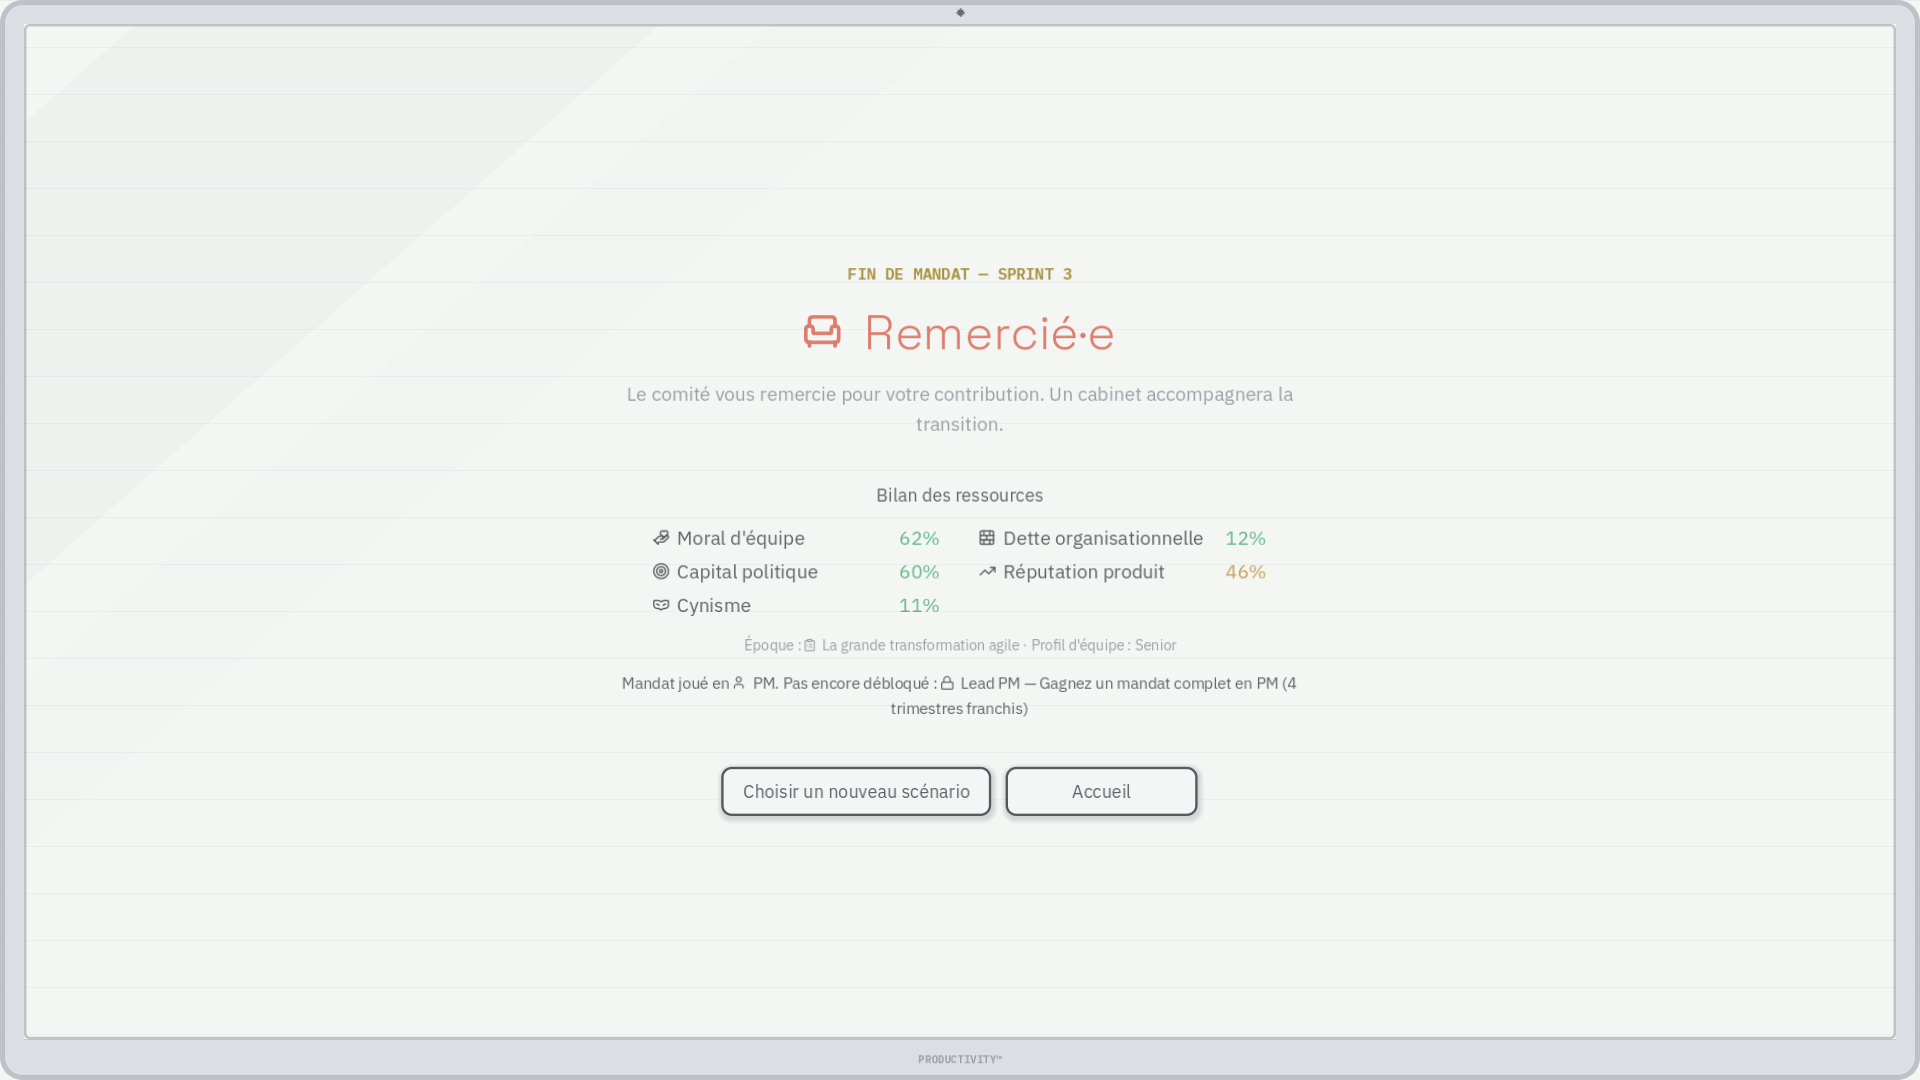 FIN DE MANDAT — SPRINT 3
Remercié·e
Le comité vous remercie pour votre contribution. Un cabinet accompagnera la
transition.
Bilan des ressources
Moral d'équipe 62% Dette organisationnelle 12%
Capital politique 60% Réputation produit 46%
Cynisme 11%
Époque : La grande transformation agile · Profil d'équipe : Senior
Mandat joué en PM. Pas encore débloqué : Lead PM — Gagnez un mandat complet en PM (4
trimestres franchis)
Choisir un nouveau scénario Accueil
PRODUCTIVITY™